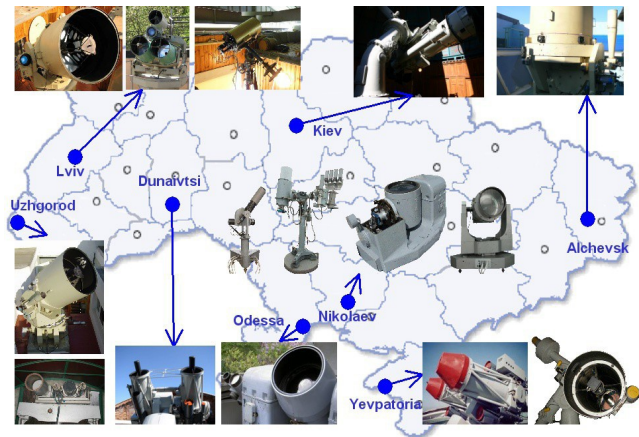 Kiev
Lviv
Dunaivtsi
Uzhgorod
Alchevsk
Nikolaev
Odessa
Yevpatoria